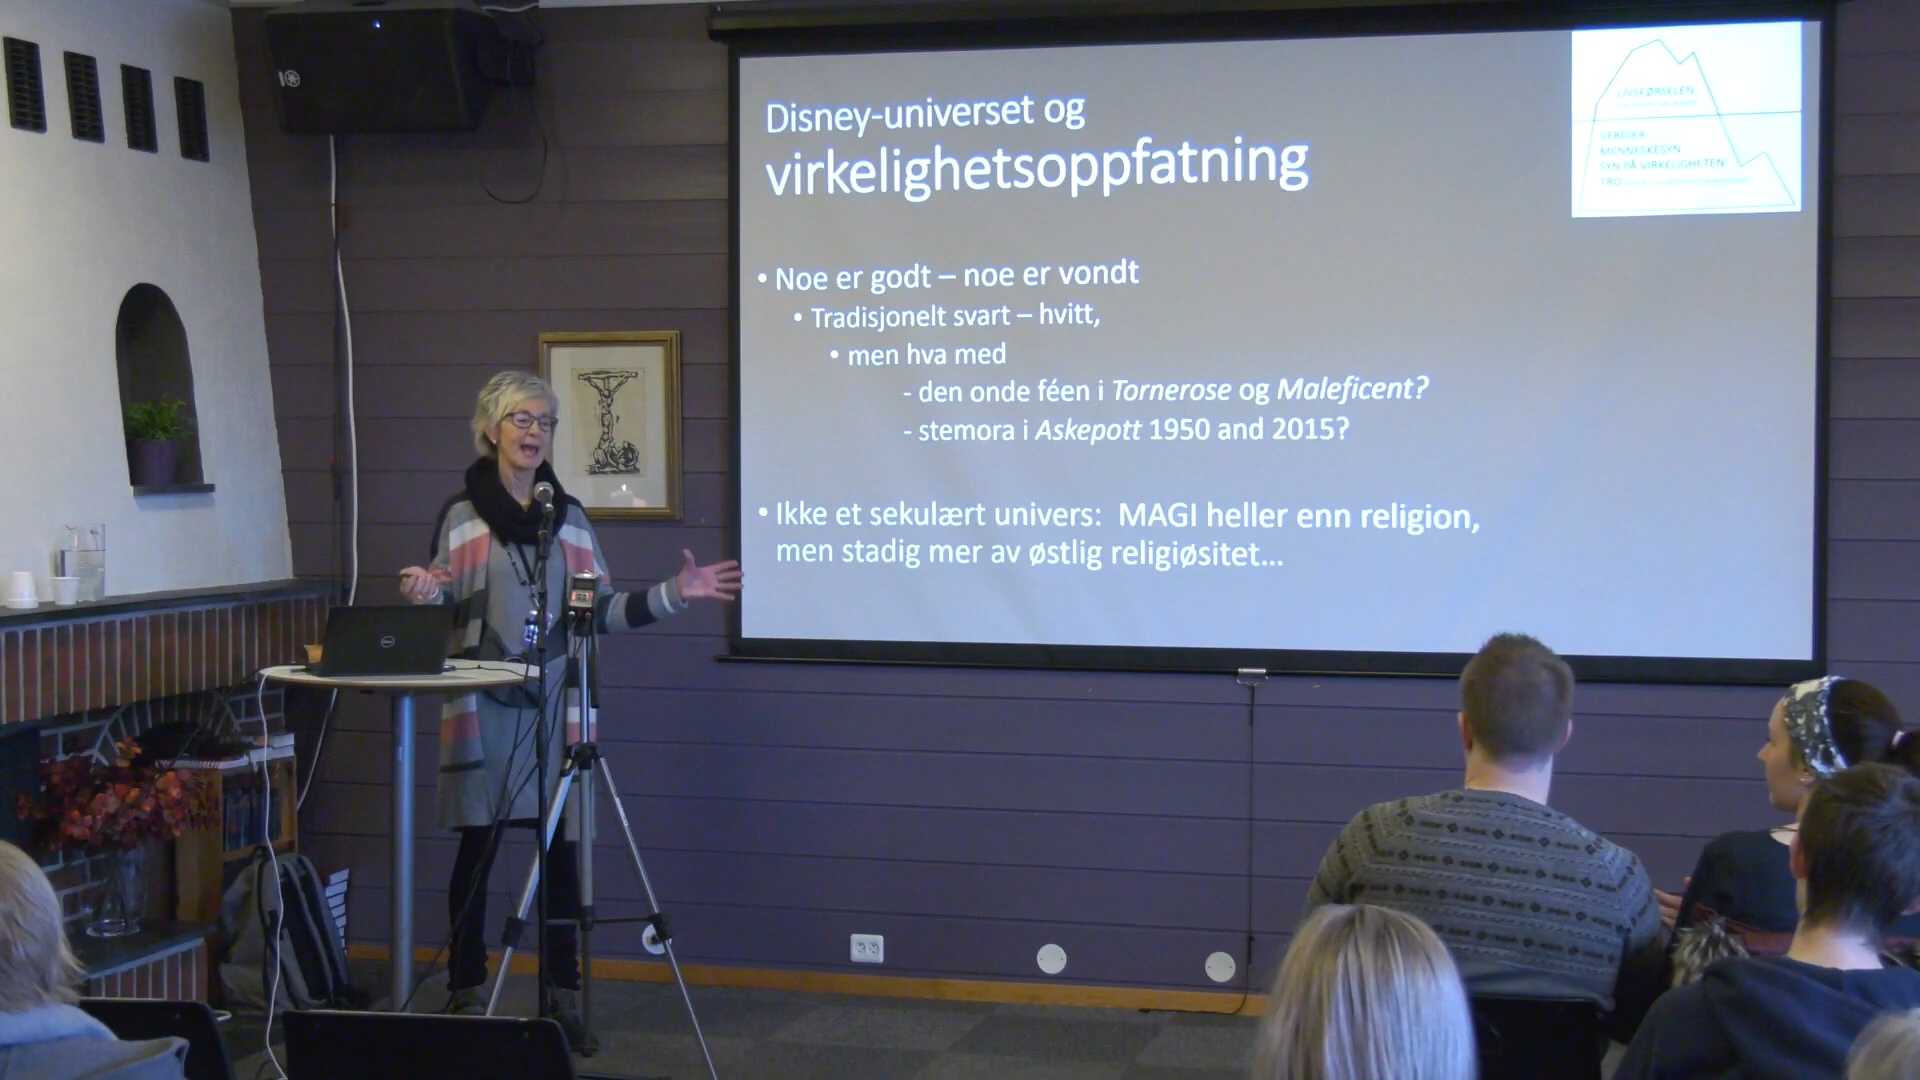 Disney-universet og
virkelighetsoppfatning
LIVSFØRSELEN
VERDIER
MENNESKESYN
SYN PÅ VIRKELIGHETEN
TRO
• Noe er godt – noe er vondt
• Tradisjonelt svart – hvitt,
• men hva med
- den onde féen i Tornerose og Maleficent?
- stemora i Askepott 1950 and 2015?
• Ikke et sekulært univers: MAGI heller enn religion,
men stadig mer av østlig religiøsitet...
DELL